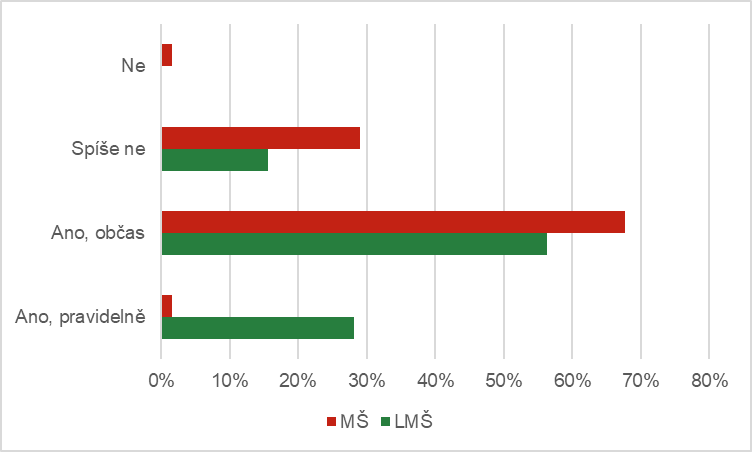 Ne
Spíše ne
Ano, občas
Ano, pravidelně
0% 10% 20% 30% 40% 50% 60% 70% 80%
MŠ LMŠ